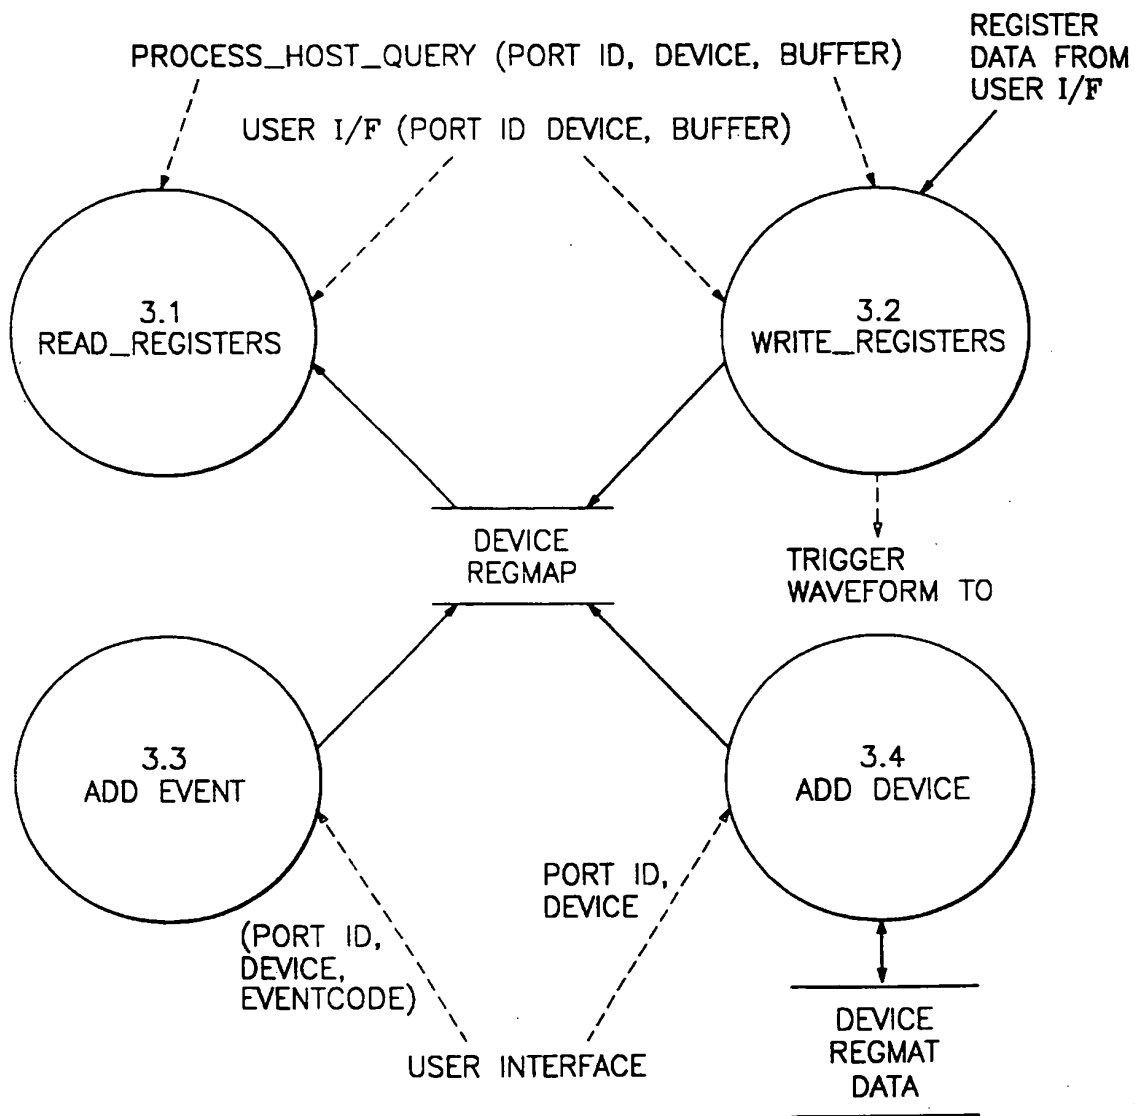 PROCESS_HOST_QUERY (PORT ID, DEVICE, BUFFER)
REGISTER
DATA FROM
USER I/F
USER I/F (PORT ID DEVICE, BUFFER)
3.1
READ_REGISTERS
3.2
WRITE_REGISTERS
DEVICE
REGMAP
TRIGGER
WAVEFORM TO
3.3
ADD EVENT
3.4
ADD DEVICE
PORT ID,
DEVICE
(PORT ID,
DEVICE,
EVENTCODE)
USER INTERFACE
DEVICE
REGMAT
DATA